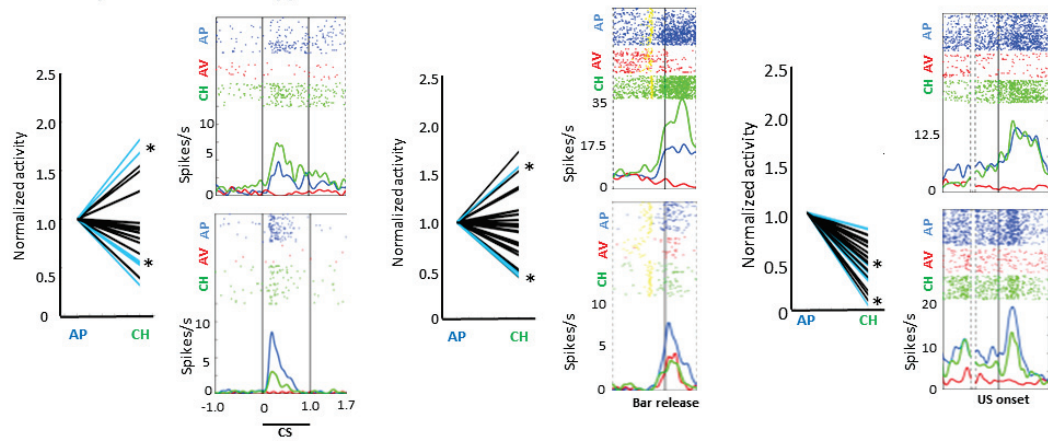 Normalized activity
2.5
2.0
1.5
1.0
0.5
0
*
*
AP
CH
AP
AV
CH
Spikes/s
10
5
0
AP
AV
CH
Spikes/s
10
5
0
-1.0
0
1.0
1.7
CS
Normalized activity
2.5
2.0
1.5
1.0
0.5
0
*
*
AP
CH
AP
AV
CH
Spikes/s
35
17.5
0
AP
AV
CH
Spikes/s
10
5
0
Bar release
Normalized activity
2.5
2.0
1.5
1.0
0.5
0
*
*
AP
CH
AP
AV
CH
Spikes/s
12.5
0
AP
AV
CH
Spikes/s
20
10
0
US onset